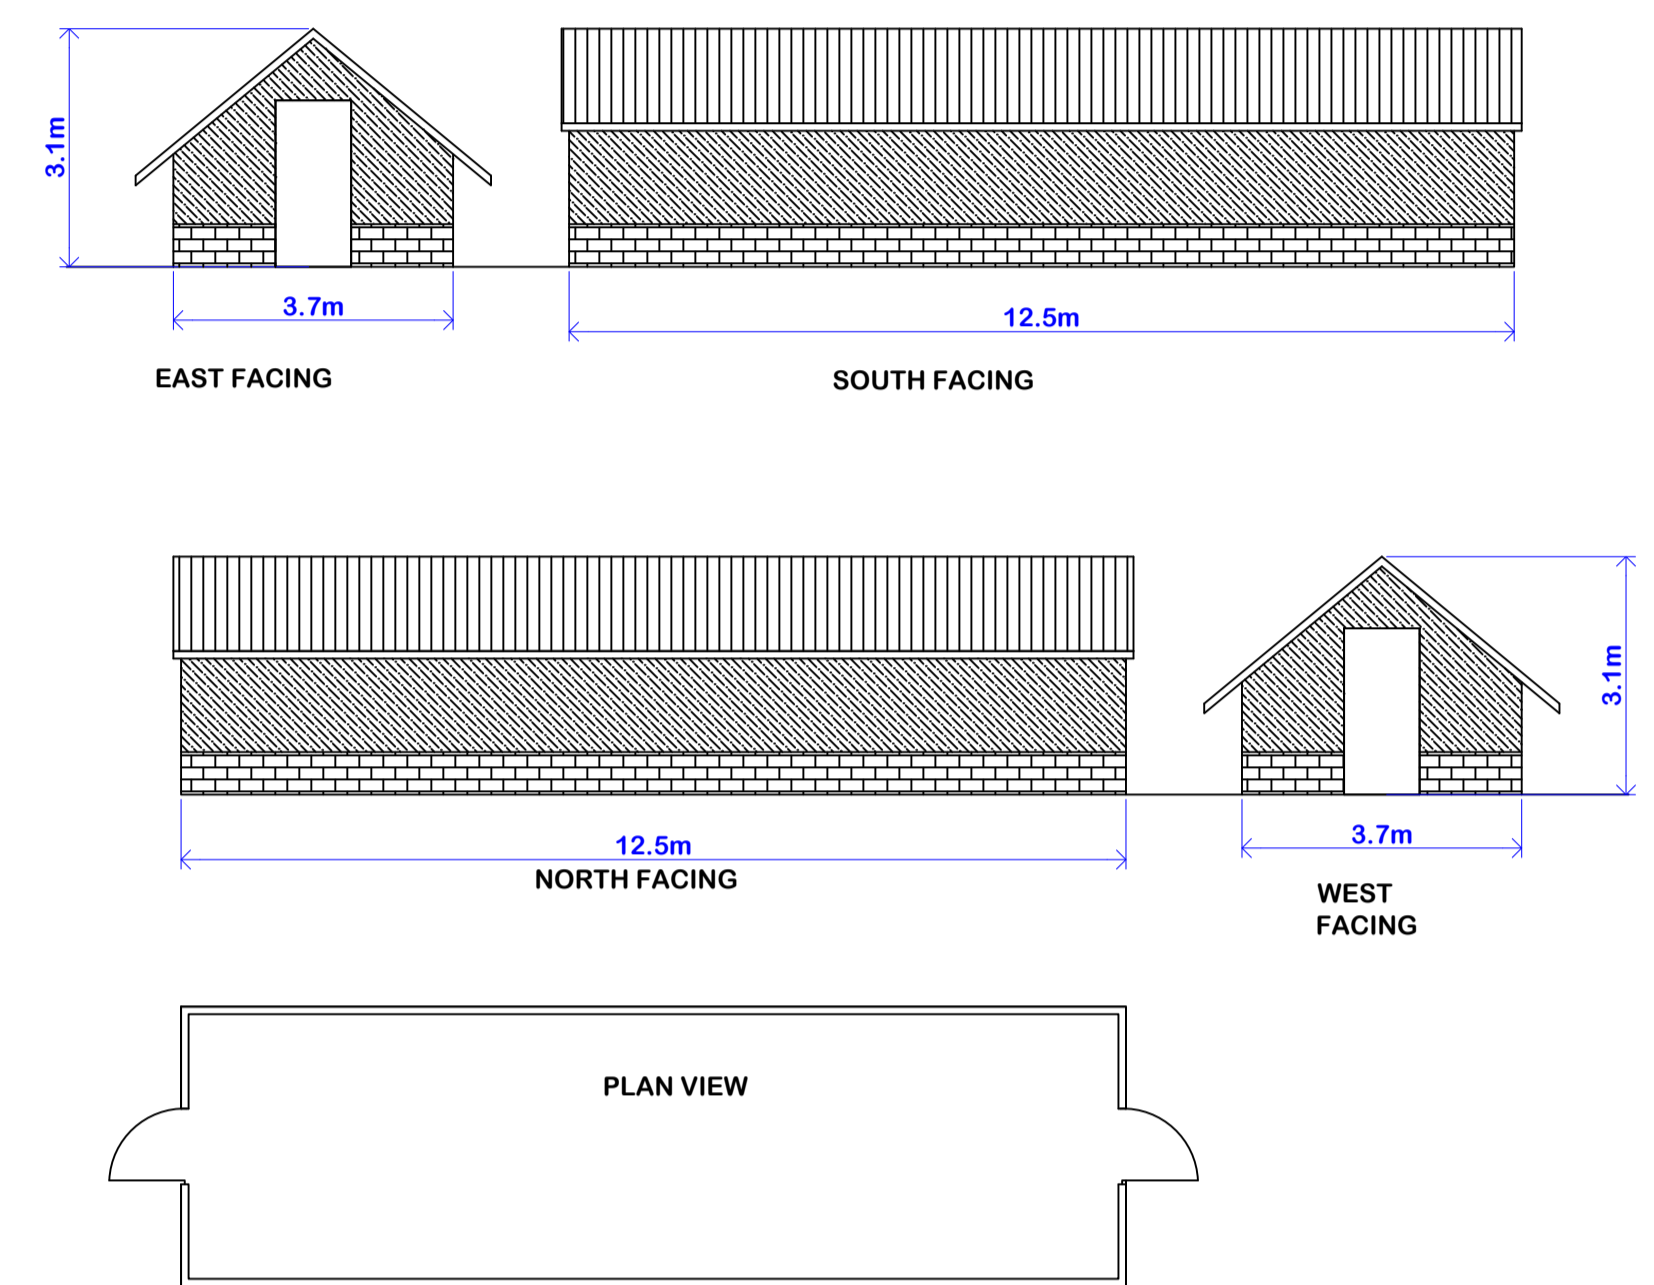 3.1m
3.7m
12.5m
EAST FACING
SOUTH FACING
3.1m
12.5m
3.7m
NORTH FACING
WEST
FACING
PLAN VIEW